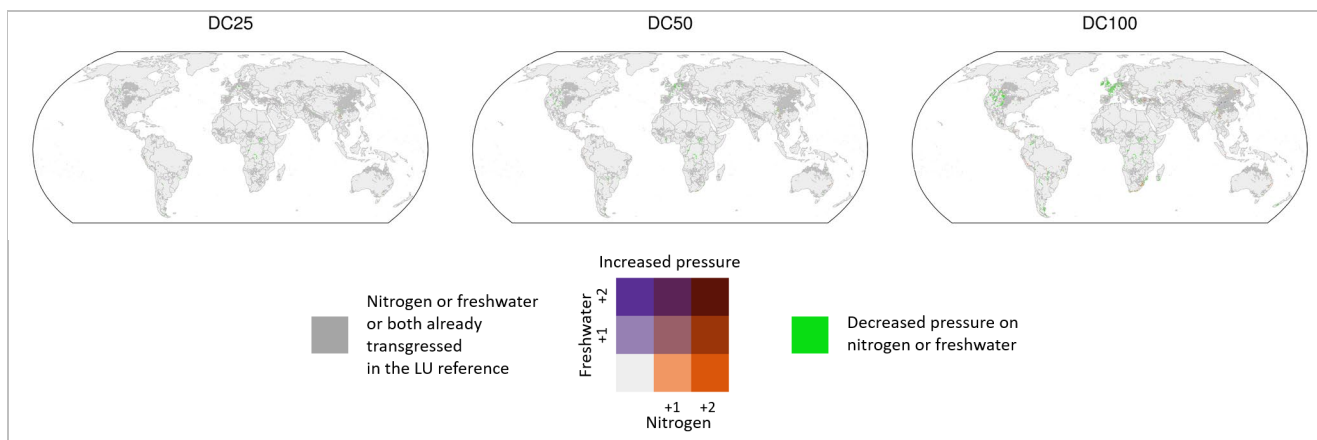 DC25
DC50
DC100
Increased pressure
Nitrogen or freshwater
or both already
transgressed
in the LU reference
Freshwater
+2
+1
+1
+2
Nitrogen
Decreased pressure on
nitrogen or freshwater